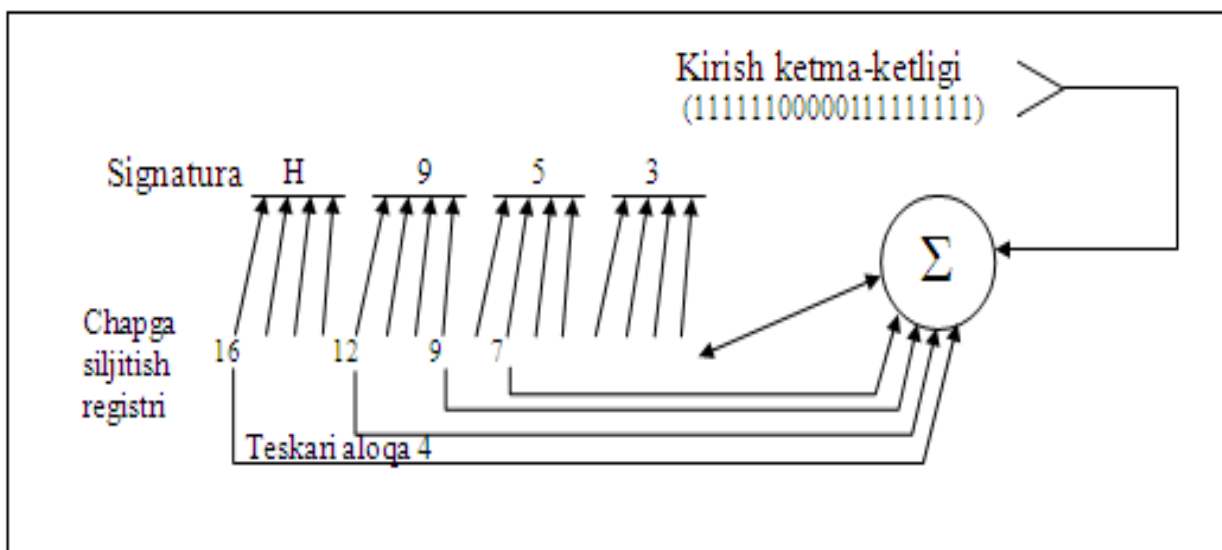 Kirish ketma-ketligi
(11111100000111111111)
Signatura H 9 5 3
Σ
Chapga
siljitish
registri
16 12 9 7
Teskari aloqa 4